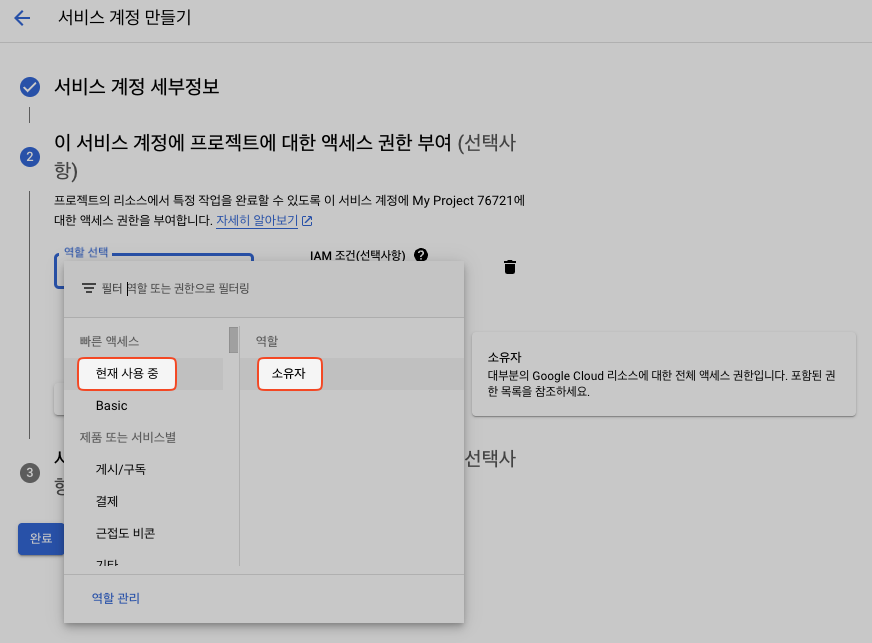 서비스 계정 만들기
서비스 계정 세부정보
2
이 서비스 계정에 프로젝트에 대한 액세스 권한 부여 (선택사
항)
프로젝트의 리소스에서 특정 작업을 완료할 수 있도록 이 서비스 계정에 My Project 76721에
대한 액세스 권한을 부여합니다. 자세히 알아보기
역할 선택
IAM 조건(선택사항)
필터 역할 또는 권한으로 필터링
빠른 액세스
현재 사용 중
Basic
제품 또는 서비스별
게시/구독
결제
근접도 비콘
기타
역할 관리
역할
소유자
소유자
대부분의 Google Cloud 리소스에 대한 전체 액세스 권한입니다. 포함된 권
한 목록을 참조하세요.
3
선택사
완료